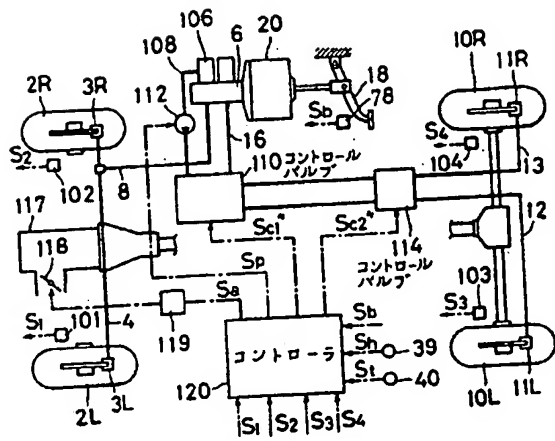 106
20
108
6
10R
11R
2R
3R
112
18
78
Sb
S4
104
S2
102
8
16
110 コントロール
バルブ
13
117
118
Sc1"
Sc2"
114
コントロール
バルブ
12
Sp
S1
101
4
Sa
119
S3
103
Sb
コントローラ
Sh
39
St
40
120
2L
3L
10L
11L
S1
S2
S3
S4